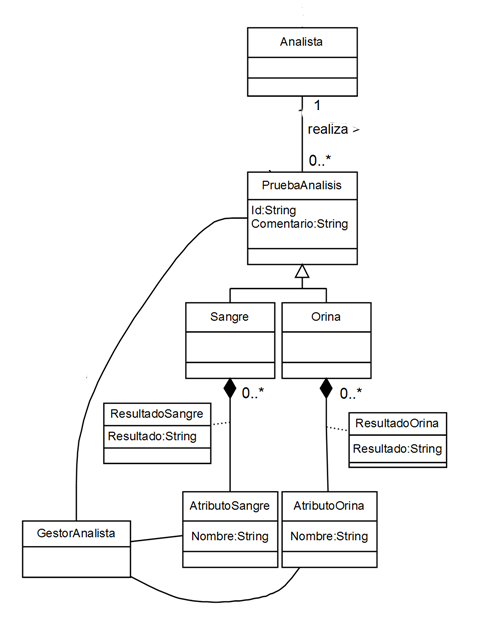 Analista
1
realiza >
0..*
PruebaAnalisis
Id:String
Comentario:String
Sangre
Orina
0..*
0..*
ResultadoSangre
Resultado:String
ResultadoOrina
Resultado:String
AtributoSangre
Nombre:String
AtributoOrina
Nombre:String
GestorAnalista